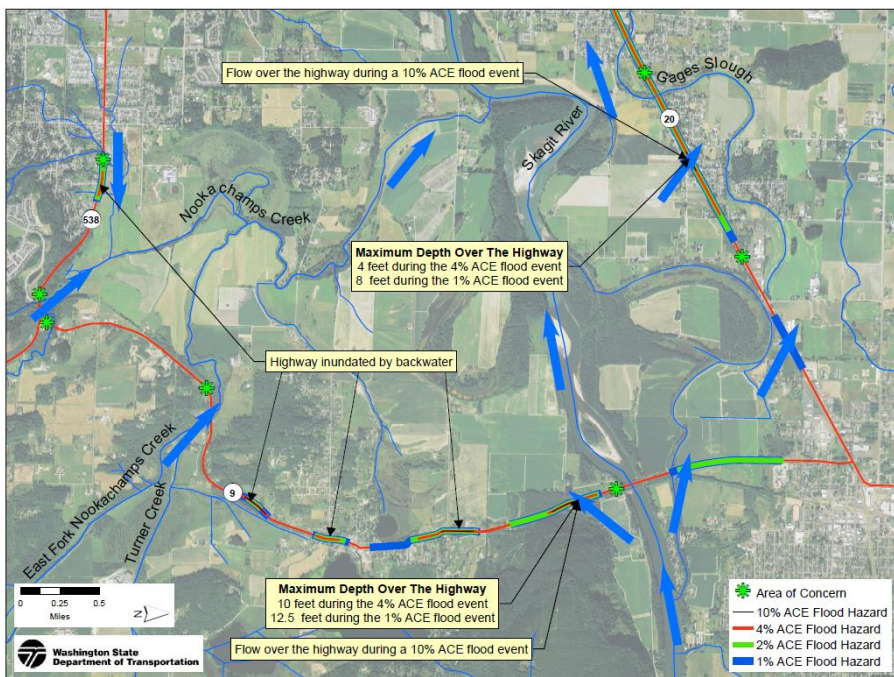 Flow over the highway during a 10% ACE flood event
Gages Slough
20
Skagit River
538
Nookachamps Creek
Maximum Depth Over The Highway
4 feet during the 4% ACE flood event
8 feet during the 1% ACE flood event
Highway inundated by backwater
9
East Fork Nookachamps Creek
Turner Creek
Maximum Depth Over The Highway
10 feet during the 4% ACE flood event
12.5 feet during the 1% ACE flood event
Flow over the highway during a 10% ACE flood event
0 0.25 0.5
Miles
N
Washington State
Department of Transportation
Area of Concern
10% ACE Flood Hazard
4% ACE Flood Hazard
2% ACE Flood Hazard
1% ACE Flood Hazard